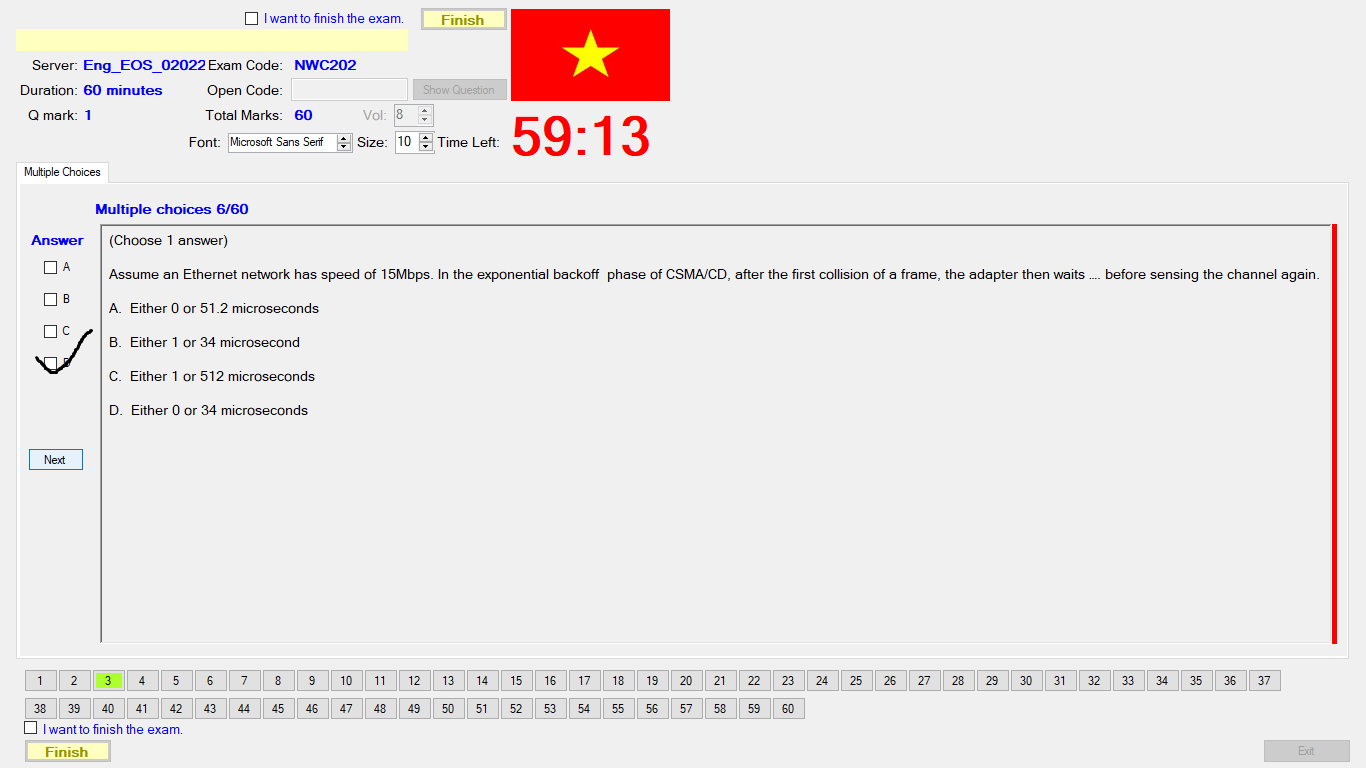 I want to finish the exam.
Finish
Server: Eng_EOS_02022 Exam Code: NWC202
Duration: 60 minutes Open Code: Show Question
Q mark: 1 Total Marks: 60 Vol: 8
Font: Microsoft Sans Serif Size: 10 Time Left: 59:13
Multiple Choices
Multiple choices 6/60
Answer
A
B
C
D
Next
(Choose 1 answer)
Assume an Ethernet network has speed of 15Mbps. In the exponential backoff  phase of CSMA/CD, after the first collision of a frame, the adapter then waits .... before sensing the channel again.
A.  Either 0 or 51.2 microseconds
B.  Either 1 or 34 microsecond
C.  Either 1 or 512 microseconds
D.  Either 0 or 34 microseconds
1 2 3 4 5 6 7 8 9 10 11 12 13 14 15 16 17 18 19 20 21 22 23 24 25 26 27 28 29 30 31 32 33 34 35 36 37
38 39 40 41 42 43 44 45 46 47 48 49 50 51 52 53 54 55 56 57 58 59 60
I want to finish the exam.
Finish
Exit